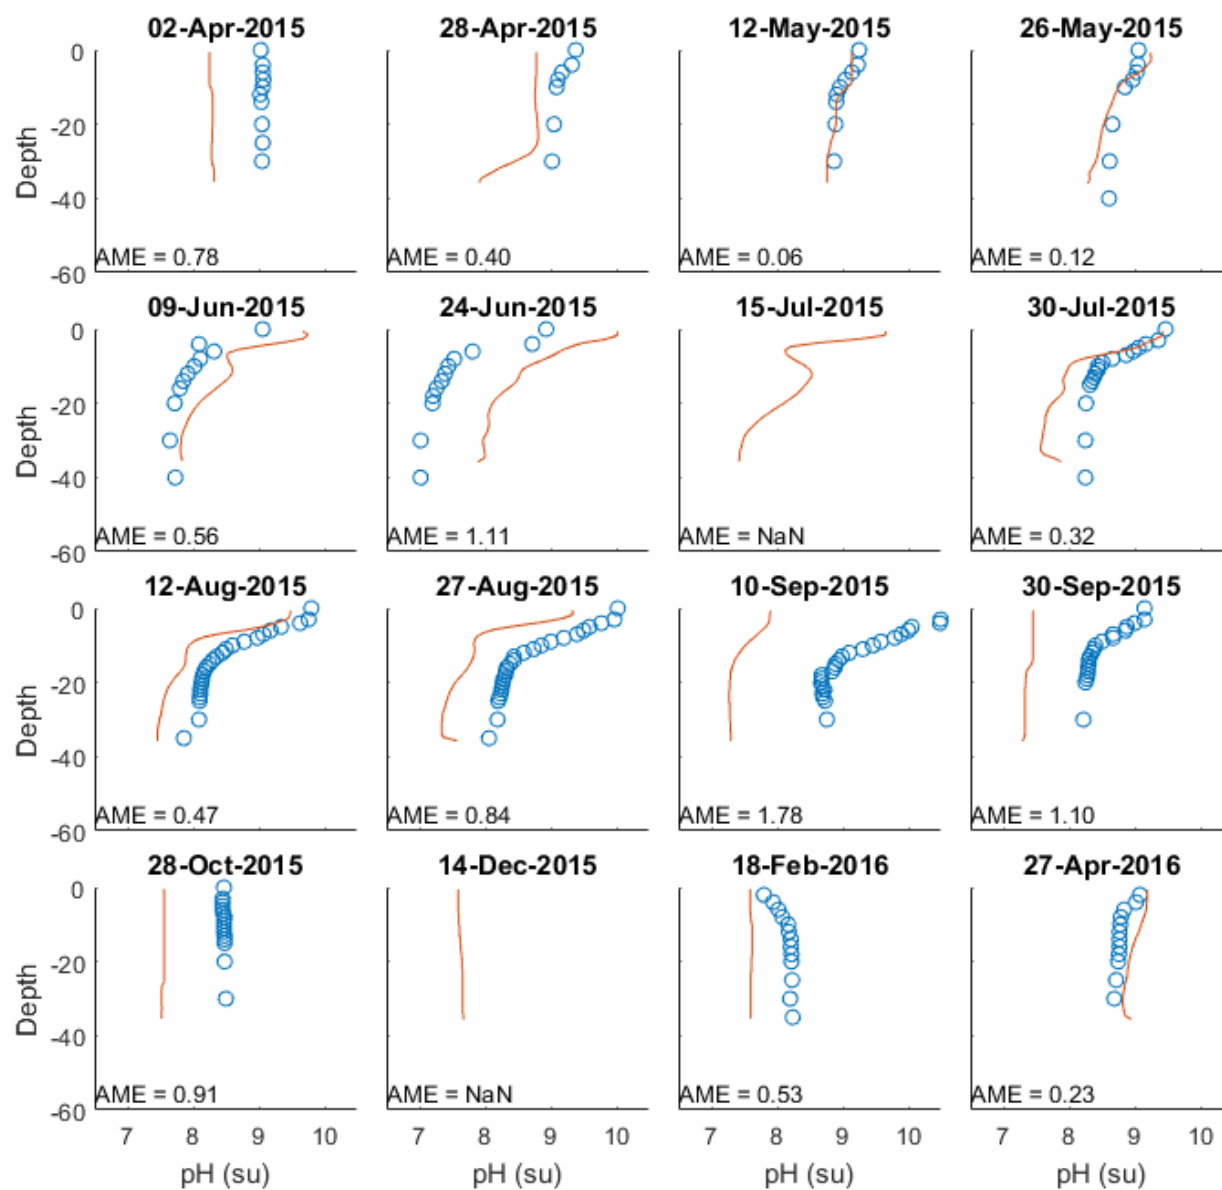 02-Apr-2015 28-Apr-2015 12-May-2015 26-May-2015
0
-20
-40
-60
Depth
AME = 0.78 AME = 0.40 AME = 0.06 AME = 0.12
09-Jun-2015 24-Jun-2015 15-Jul-2015 30-Jul-2015
0
-20
-40
-60
Depth
AME = 0.56 AME = 1.11 AME = NaN AME = 0.32
12-Aug-2015 27-Aug-2015 10-Sep-2015 30-Sep-2015
0
-20
-40
-60
Depth
AME = 0.47 AME = 0.84 AME = 1.78 AME = 1.10
28-Oct-2015 14-Dec-2015 18-Feb-2016 27-Apr-2016
0
-20
-40
-60
Depth
AME = 0.91 AME = NaN AME = 0.53 AME = 0.23
7 8 9 10 7 8 9 10 7 8 9 10 7 8 9 10
pH (su) pH (su) pH (su) pH (su)